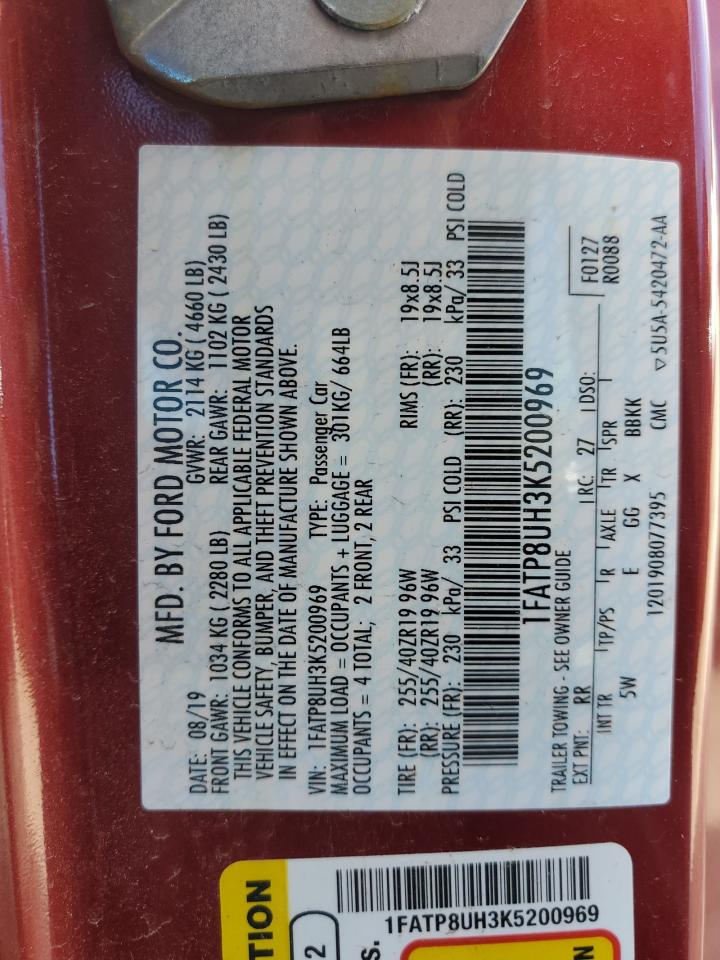 MFD. BY FORD MOTOR CO.
DATE: 08/19 GVWR: 2114 KG ( 4660 LB)
FRONT GAWR: 1034 KG ( 2280 LB) REAR GAWR: 1102 KG ( 2430 LB)
THIS VEHICLE CONFORMS TO ALL APPLICABLE FEDERAL MOTOR
VEHICLE SAFETY, BUMPER, AND THEFT PREVENTION STANDARDS
IN EFFECT ON THE DATE OF MANUFACTURE SHOWN ABOVE.
VIN: 1FATP8UH3K5200969 TYPE: Passenger Car
MAXIMUM LOAD = OCCUPANTS + LUGGAGE = 301KG/ 664LB
OCCUPANTS = 4 TOTAL; 2 FRONT, 2 REAR
TIRE (FR): 255/40ZR19 96W RIMS (FR): 19x8.5J
(RR): 255/40ZR19 96W (RR): 19x8.5J
PRESSURE (FR): 230 kPa/ 33 PSI COLD (RR): 230 kPa/ 33 PSI COLD
1FATP8UH3K5200969
TRAILER TOWING - SEE OWNER GUIDE
EXT PNT: RR RC: 27 DSO: F0127
R0088
INT TR TP/PS R AXLE TR SPR
5W E GG X BBKK
1201908077395 CMC ▽5U5A-5420472-AA
TION
2
S.
1FATP8UH3K5200969
N